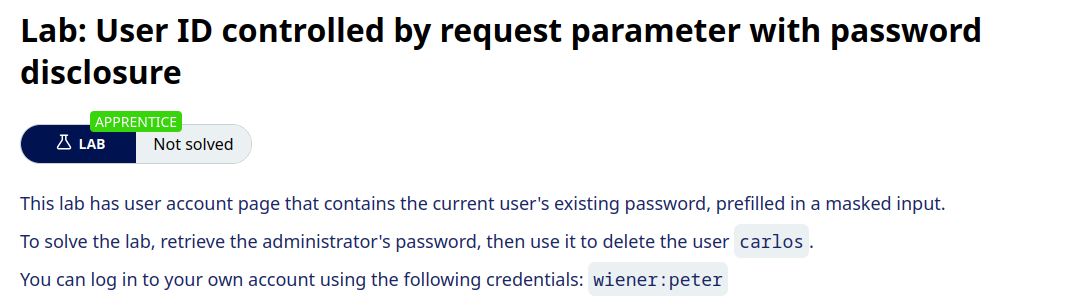 Lab: User ID controlled by request parameter with password
disclosure
APPRENTICE
LAB Not solved
This lab has user account page that contains the current user's existing password, prefilled in a masked input.
To solve the lab, retrieve the administrator's password, then use it to delete the user carlos.
You can log in to your own account using the following credentials: wiener:peter